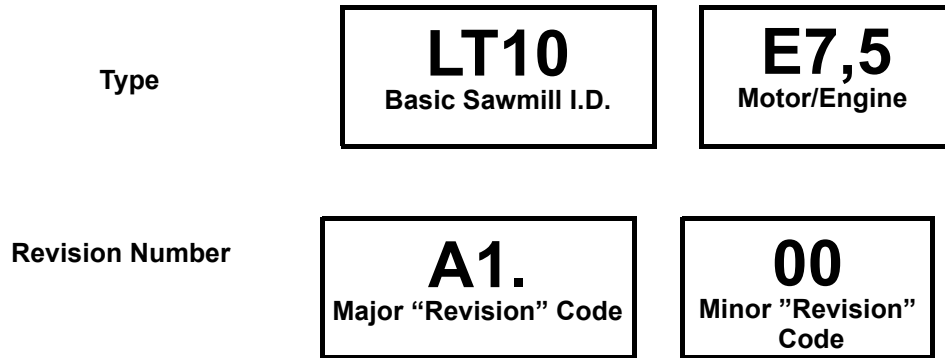 Type
LT10
Basic Sawmill I.D.
E7,5
Motor/Engine
Revision Number
A1.
Major “Revision” Code
00
Minor ”Revision”
Code